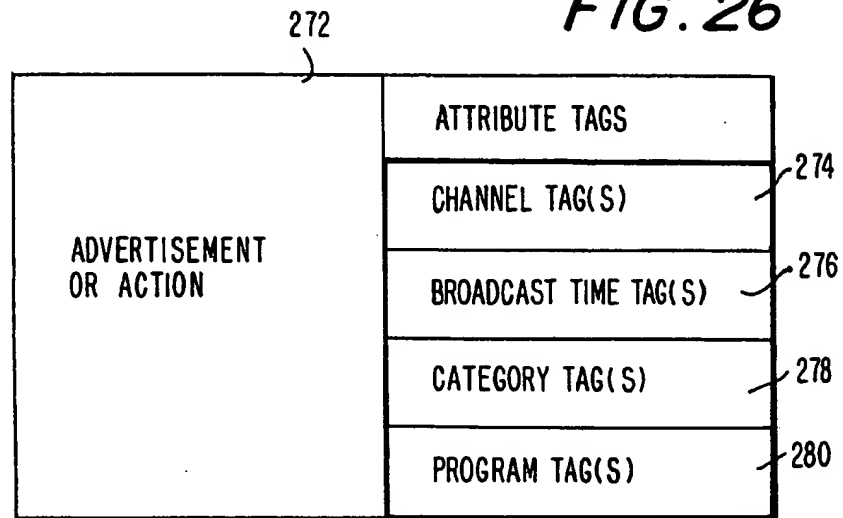 FIG. 26
272
ATTRIBUTE TAGS
274
CHANNEL TAG(S)
ADVERTISEMENT
OR ACTION
276
BROADCAST TIME TAG(S)
278
CATEGORY TAG(S)
280
PROGRAM TAG(S)